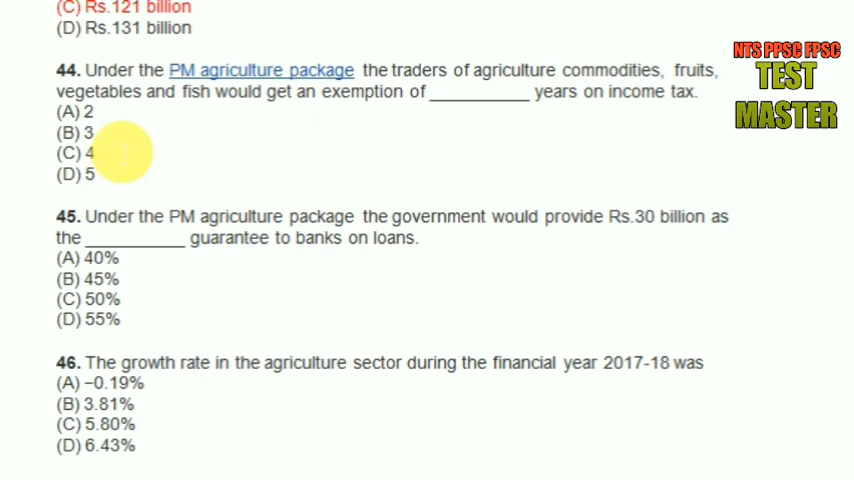 (C) Rs.121 billion
(D) Rs.131 billion
NTS PPSC FPSC
TEST
MASTER
44. Under the PM agriculture package the traders of agriculture commodities, fruits,
vegetables and fish would get an exemption of __________ years on income tax.
(A) 2
(B) 3
(C) 4
(D) 5
45. Under the PM agriculture package the government would provide Rs.30 billion as
the __________ guarantee to banks on loans.
(A) 40%
(B) 45%
(C) 50%
(D) 55%
46. The growth rate in the agriculture sector during the financial year 2017-18 was
(A) –0.19%
(B) 3.81%
(C) 5.80%
(D) 6.43%